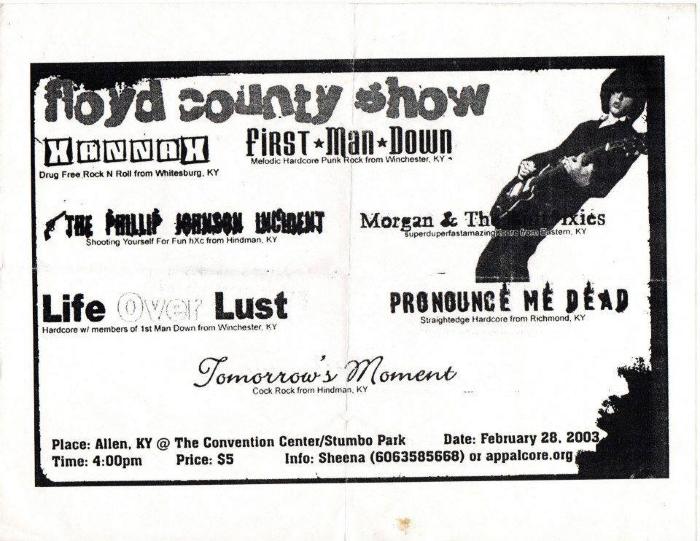 floyd county show
XHANNAHX
Drug Free Rock N Roll from Whitesburg, KY
FiRST★Man★Down
Melodic Hardcore Punk Rock from Winchester, KY
THE PHILLIP JOHNSON INCIDENT
Shooting Yourself For Fun hXc from Hindman, KY
Morgan & Th
superduperfastamazing from Eastern, KY
Life Over Lust
Hardcore w/ members of 1st Man Down from Winchester, KY
PRONOUNCE ME DEAD
Straightedge Hardcore from Richmond, KY
Tomorrow's Moment
Cock Rock from Hindman, KY
Place: Allen, KY @ The Convention Center/Stumbo Park Date: February 28, 2003
Time: 4:00pm Price: $5 Info: Sheena (6063585668) or appalcore.org